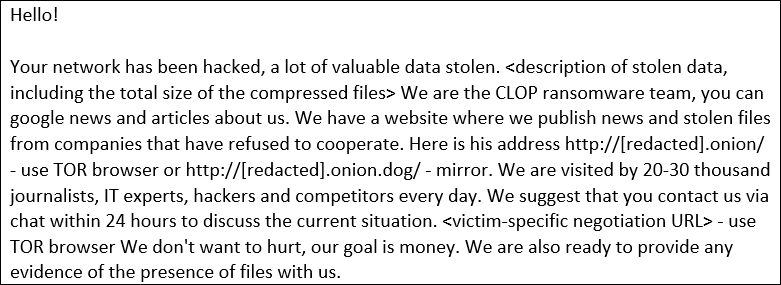 Hello!
Your network has been hacked, a lot of valuable data stolen. <description of stolen data,
including the total size of the compressed files> We are the CLOP ransomware team, you can
google news and articles about us. We have a website where we publish news and stolen files
from companies that have refused to cooperate. Here is his address http://[redacted].onion/
- use TOR browser or http://[redacted].onion.dog/ - mirror. We are visited by 20-30 thousand
journalists, IT experts, hackers and competitors every day. We suggest that you contact us via
chat within 24 hours to discuss the current situation. <victim-specific negotiation URL> - use
TOR browser We don't want to hurt, our goal is money. We are also ready to provide any
evidence of the presence of files with us.